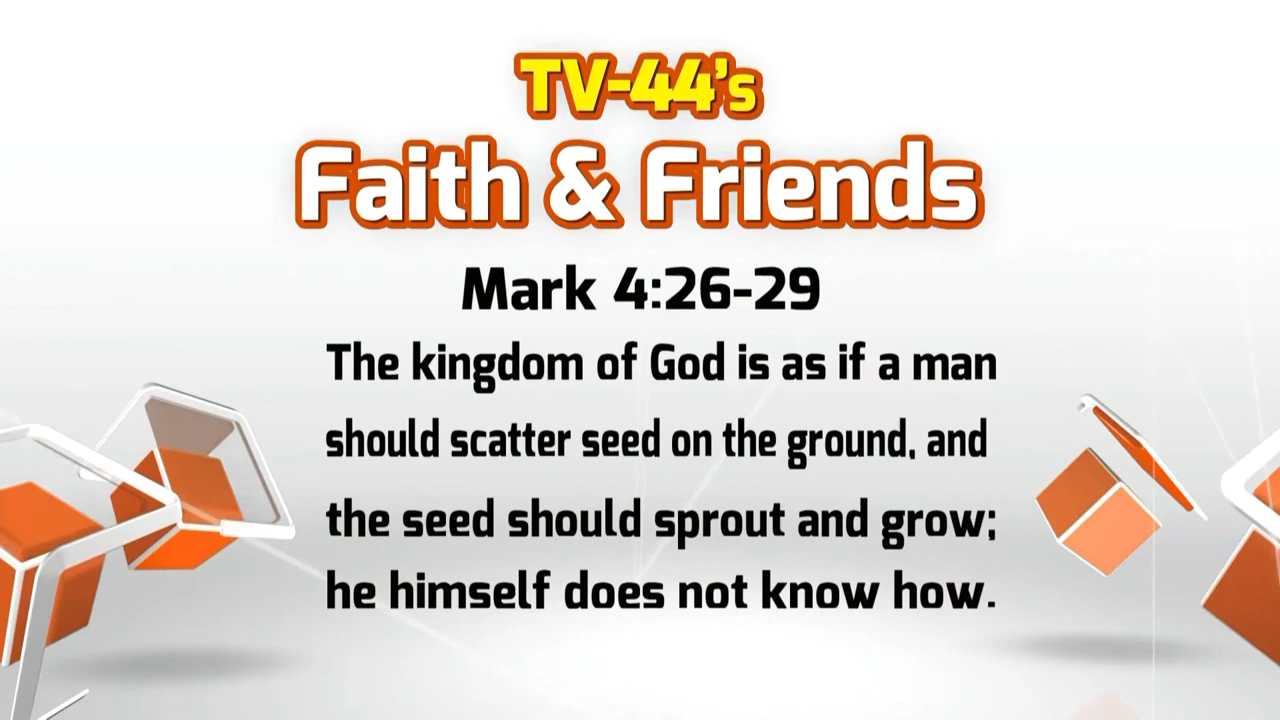 TV-44's
Faith & Friends
Mark 4:26-29
The kingdom of God is as if a man
should scatter seed on the ground, and
the seed should sprout and grow;
he himself does not know how.